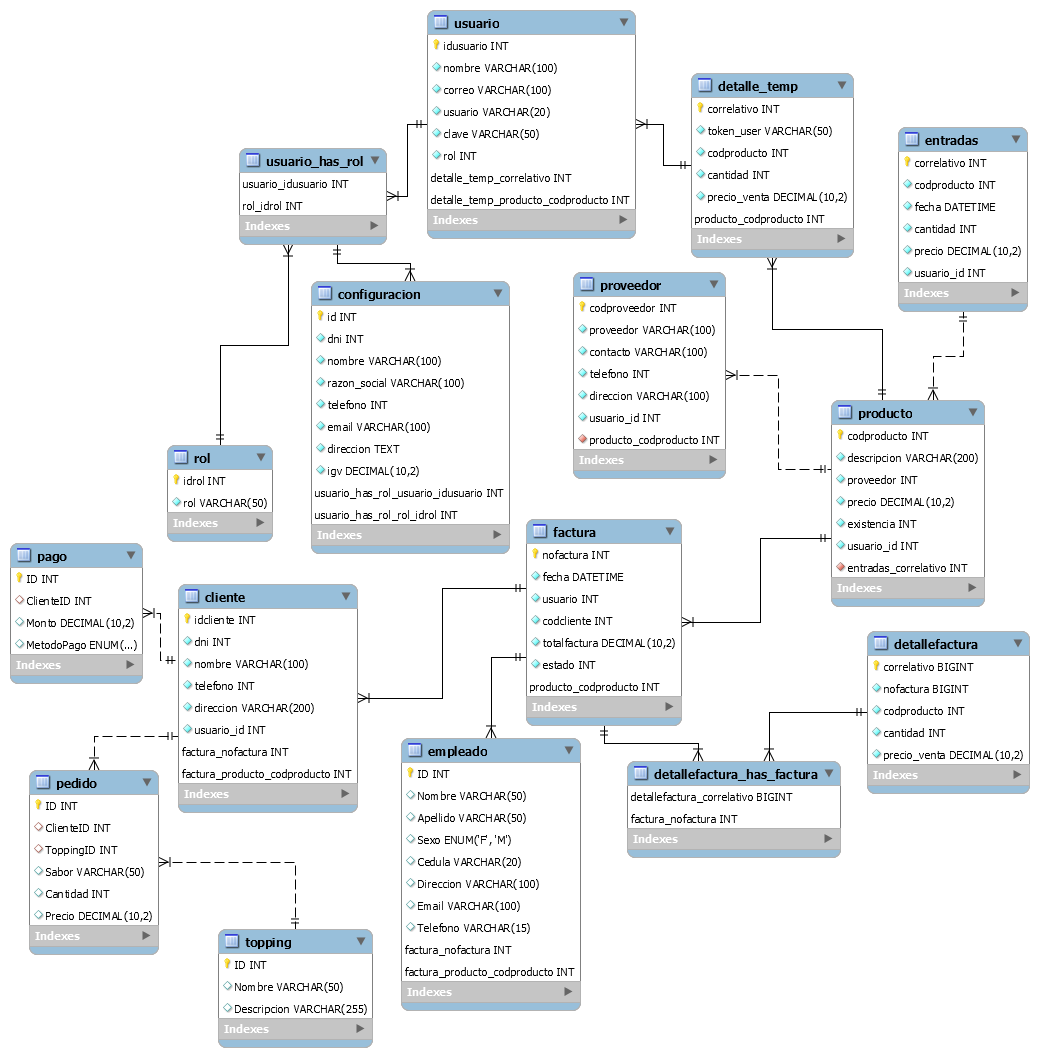 usuario
idusuario INT
nombre VARCHAR(100)
correo VARCHAR(100)
usuario VARCHAR(20)
clave VARCHAR(50)
rol INT
detalle_temp_correlativo INT
detalle_temp_producto_codproducto INT
Indexes
detalle_temp
correlativo INT
token_user VARCHAR(50)
codproducto INT
cantidad INT
precio_venta DECIMAL(10,2)
producto_codproducto INT
Indexes
entradas
correlativo INT
codproducto INT
fecha DATETIME
cantidad INT
precio DECIMAL(10,2)
usuario_id INT
Indexes
usuario_has_rol
usuario_idusuario INT
rol_idrol INT
Indexes
configuracion
id INT
dni INT
nombre VARCHAR(100)
razon_social VARCHAR(100)
telefono INT
email VARCHAR(100)
direccion TEXT
igv DECIMAL(10,2)
usuario_has_rol_usuario_idusuario INT
usuario_has_rol_rol_idrol INT
Indexes
proveedor
codproveedor INT
proveedor VARCHAR(100)
contacto VARCHAR(100)
telefono INT
direccion VARCHAR(100)
usuario_id INT
producto_codproducto INT
Indexes
producto
codproducto INT
descripcion VARCHAR(200)
proveedor INT
precio DECIMAL(10,2)
existencia INT
usuario_id INT
entradas_correlativo INT
Indexes
rol
idrol INT
rol VARCHAR(50)
Indexes
factura
nofactura INT
fecha DATETIME
usuario INT
codcliente INT
totalfactura DECIMAL(10,2)
estado INT
producto_codproducto INT
Indexes
pago
ID INT
ClienteID INT
Monto DECIMAL(10,2)
MetodoPago ENUM(...)
Indexes
cliente
idcliente INT
dni INT
nombre VARCHAR(100)
telefono INT
direccion VARCHAR(200)
usuario_id INT
factura_nofactura INT
factura_producto_codproducto INT
Indexes
detallefactura
correlativo BIGINT
nofactura BIGINT
codproducto INT
cantidad INT
precio_venta DECIMAL(10,2)
Indexes
empleado
ID INT
Nombre VARCHAR(50)
Apellido VARCHAR(50)
Sexo ENUM('F', 'M')
Cedula VARCHAR(20)
Direccion VARCHAR(100)
Email VARCHAR(100)
Telefono VARCHAR(15)
factura_nofactura INT
factura_producto_codproducto INT
Indexes
detallefactura_has_factura
detallefactura_correlativo BIGINT
factura_nofactura INT
Indexes
pedido
ID INT
ClienteID INT
ToppingID INT
Sabor VARCHAR(50)
Cantidad INT
Precio DECIMAL(10,2)
Indexes
topping
ID INT
Nombre VARCHAR(50)
Descripcion VARCHAR(255)
Indexes